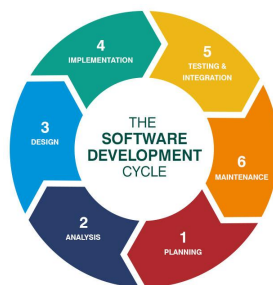 THE
SOFTWARE
DEVELOPMENT
CYCLE
1
PLANNING
2
ANALYSIS
3
DESIGN
4
IMPLEMENTATION
5
TESTING &
INTEGRATION
6
MAINTENANCE